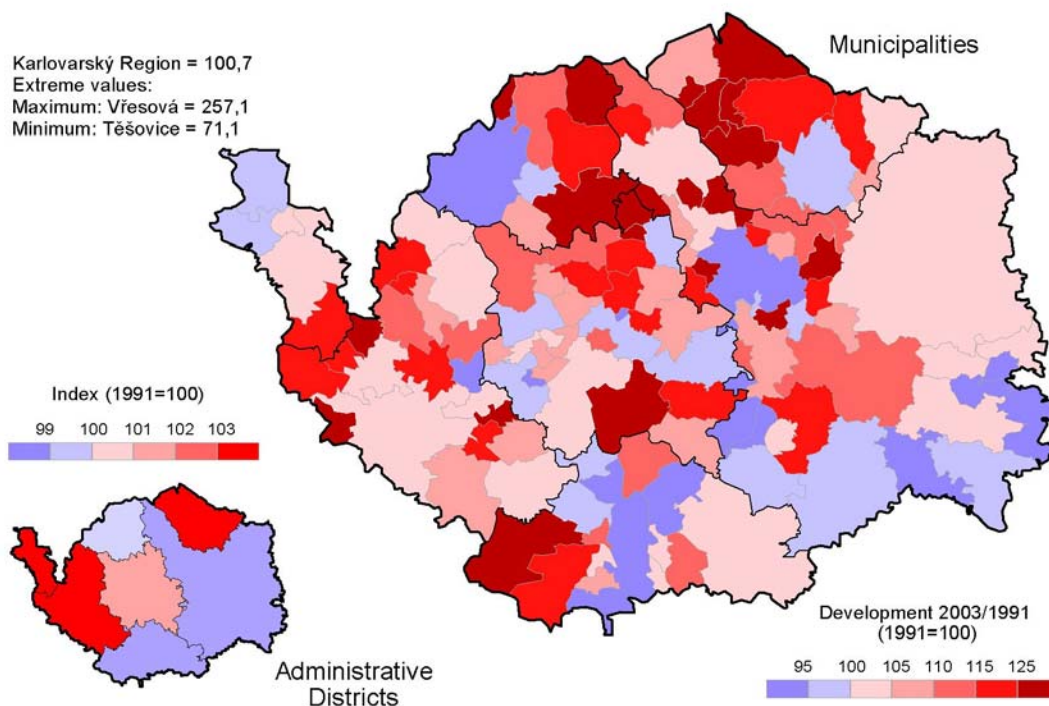 Municipalities
Karlovarský Region = 100,7
Extreme values:
Maximum: Vřesová = 257,1
Minimum: Těšovice = 71,1
Index (1991=100)
99 100 101 102 103
Administrative
Districts
Development 2003/1991
(1991=100)
95 100 105 110 115 125